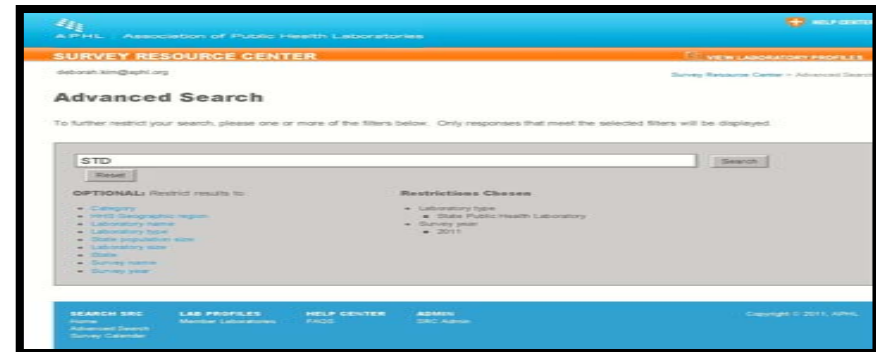 APHL Association of Public Health Laboratories
HELP CENTER
SURVEY RESOURCE CENTER
VIEW LABORATORY PROFILES
deborah.kim@aphl.org
Survey Resource Center > Advanced Search
Advanced Search
To further restrict your search, please one or more of the filters below. Only responses that meet the selected filters will be displayed.
STD
Search
Reset
OPTIONAL: Restrict results to:
Category
HHS Geographic region
Laboratory name
Laboratory type
State population size
Laboratory size
State
Survey name
Survey year
Restrictions Chosen
Laboratory type
State Public Health Laboratory
Survey year
2011
SEARCH SRC
Home
Advanced Search
Survey Calendar
LAB PROFILES
Member Laboratories
HELP CENTER
FAQS
ADMIN
SRC Admin
Copyright © 2011, APHL